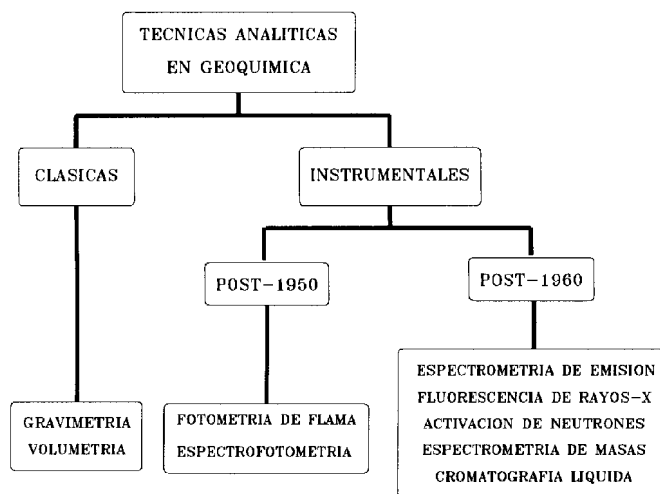 TECNICAS ANALITICAS
EN GEOQUIMICA
CLASICAS
INSTRUMENTALES
POST-1950
POST-1960
GRAVIMETRIA
VOLUMETRIA
FOTOMETRIA DE FLAMA
ESPECTROFOTOMETRIA
ESPECTROMETRIA DE EMISION
FLUORESCENCIA DE RAYOS-X
ACTIVACION DE NEUTRONES
ESPECTROMETRIA DE MASAS
CROMATOGRAFIA LIQUIDA